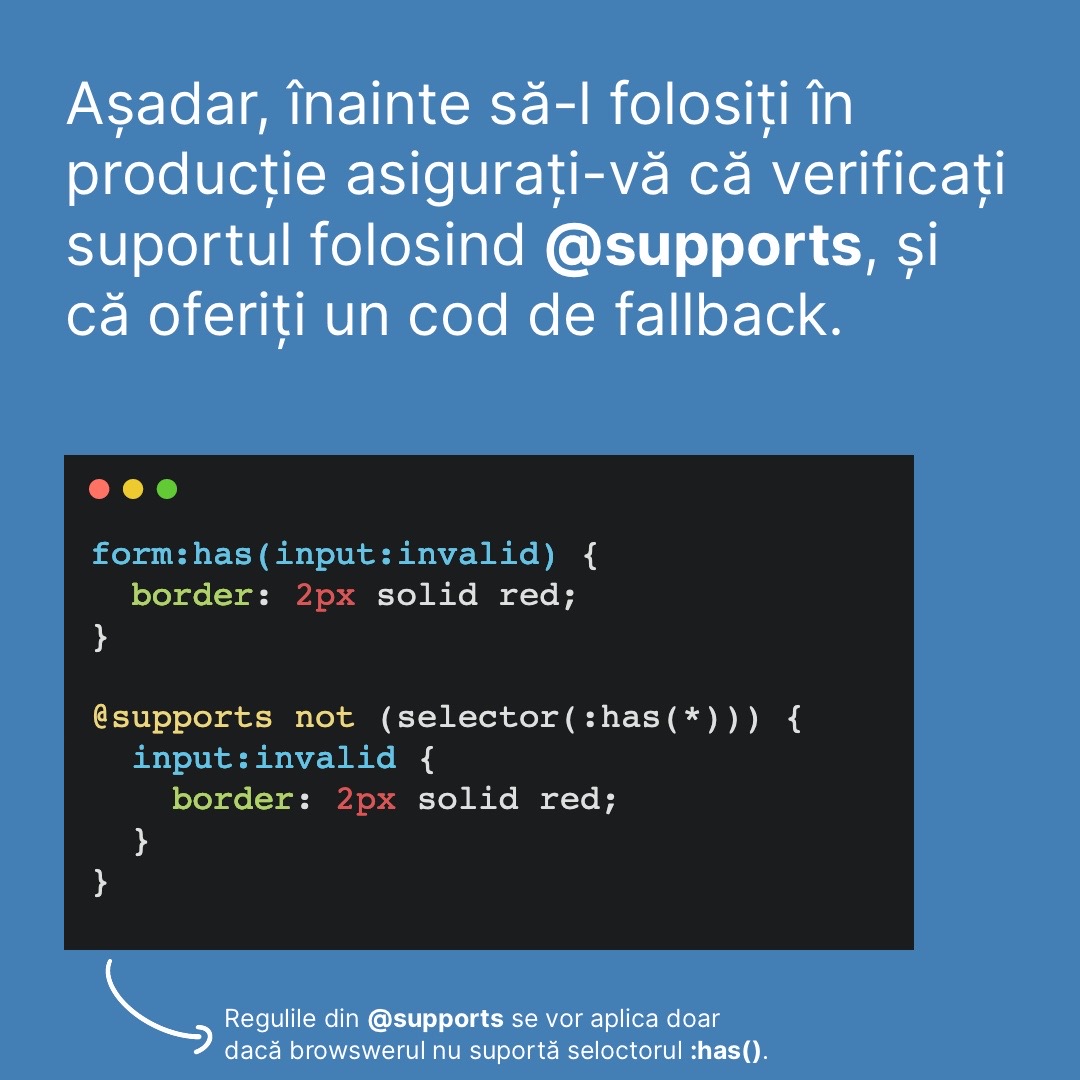 Așadar, înainte să-l folosiți în
producție asigurați-vă că verificați
suportul folosind @supports, și
că oferiți un cod de fallback.
form:has(input:invalid) {
  border: 2px solid red;
}
@supports not (selector(:has(*))) {
  input:invalid {
    border: 2px solid red;
  }
}
Regulile din @supports se vor aplica doar
dacă browswerul nu suportă seloctorul :has().